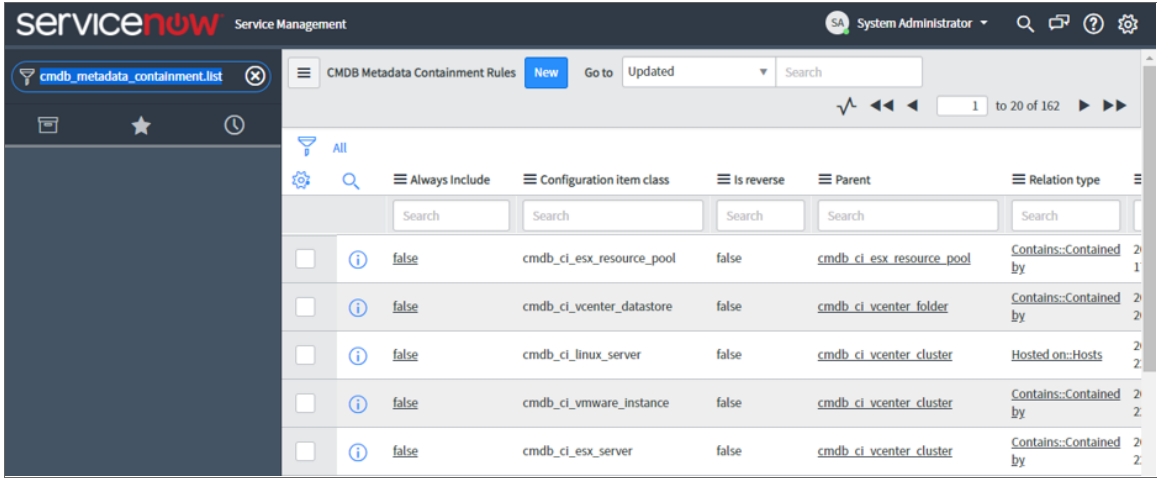 servicenow Service Management
SA System Administrator
cmdb_metadata_containment.list
CMDB Metadata Containment Rules New Go to Updated Search
1 to 20 of 162
All
Always Include Configuration item class Is reverse Parent Relation type
Search Search Search Search Search
false cmdb_ci_esx_resource_pool false cmdb_ci_esx_resource_pool Contains::Contained
by
false cmdb_ci_vcenter_datastore false cmdb_ci_vcenter_folder Contains::Contained
by
false cmdb_ci_linux_server false cmdb_ci_vcenter_cluster Hosted on::Hosts
false cmdb_ci_vmware_instance false cmdb_ci_vcenter_cluster Contains::Contained
by
false cmdb_ci_esx_server false cmdb_ci_vcenter_cluster Contains::Contained
by